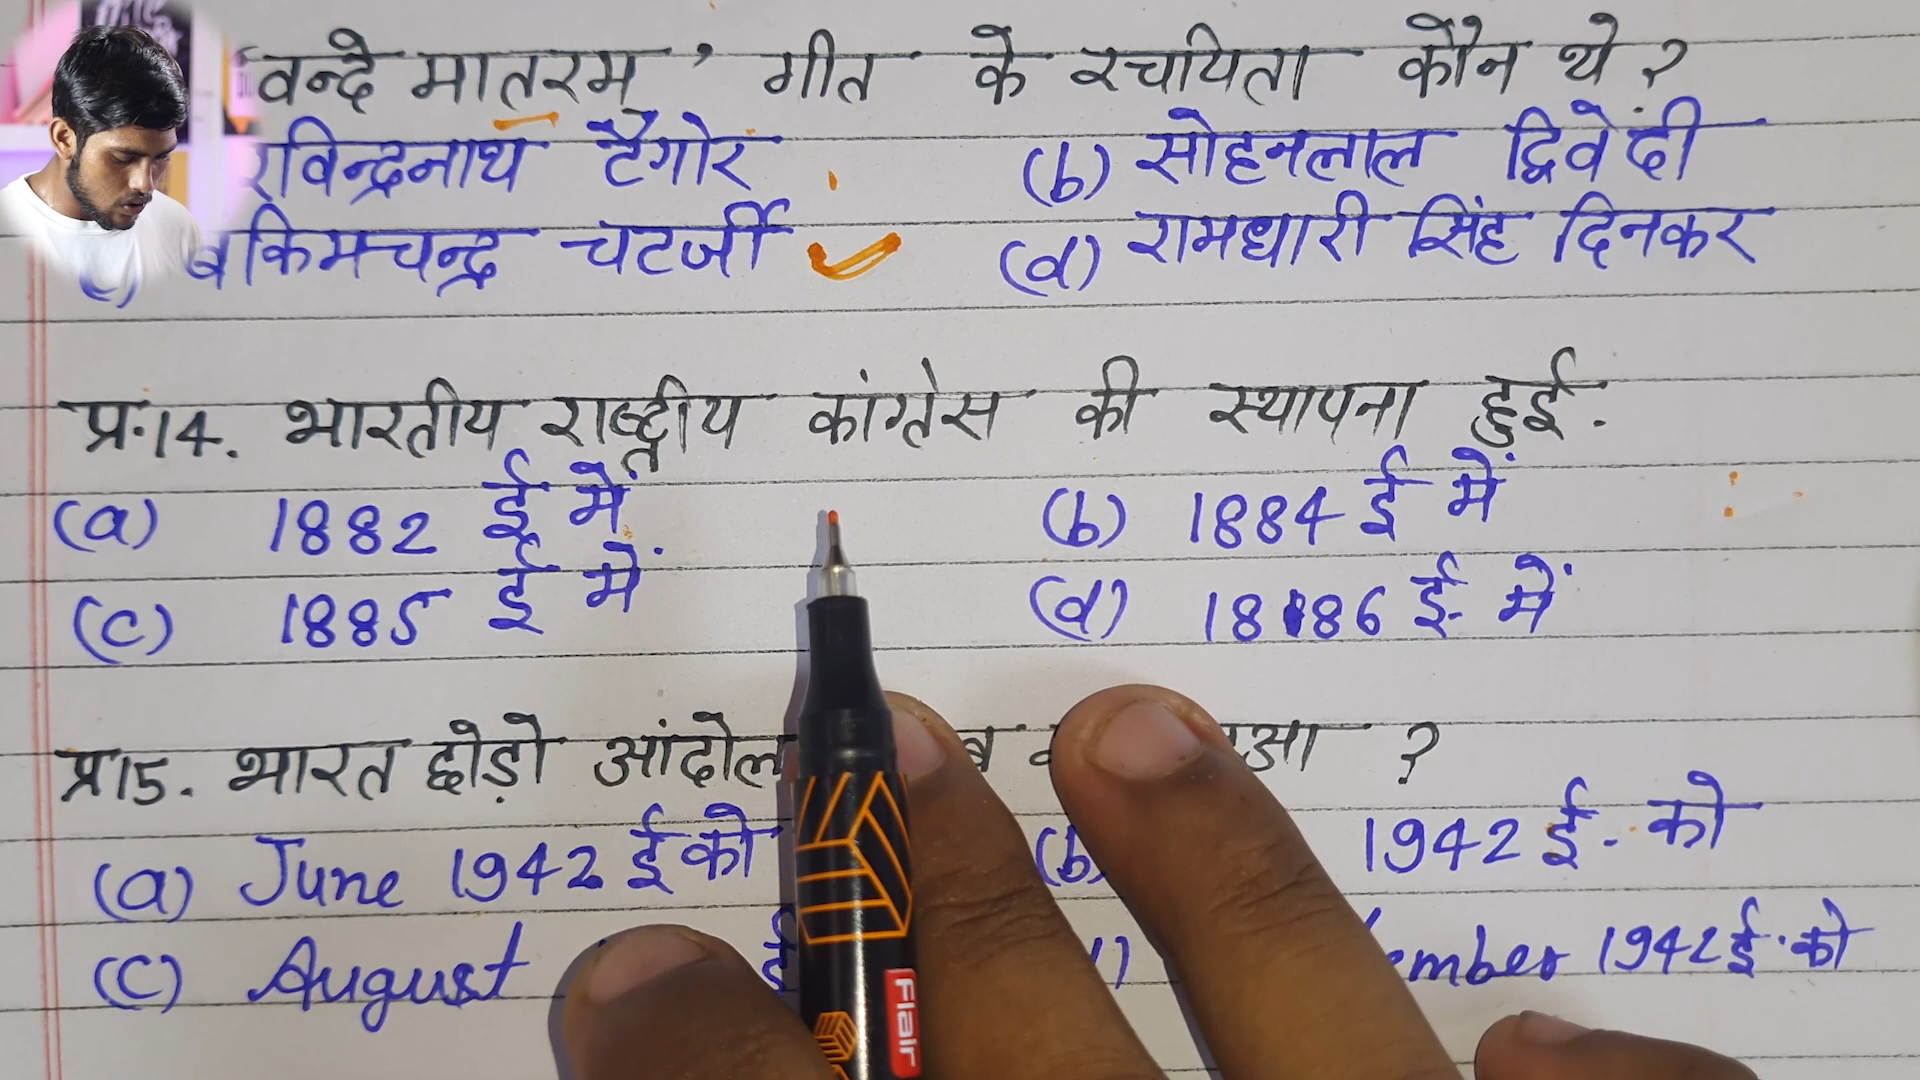 वन्दे मातरम ' गीत के रचयिता कौन थे ?
रविन्द्रनाथ टैगोर (b) सोहनलाल द्विवेदी
बंकिमचन्द्र चटर्जी (d) रामधारी सिंह दिनकर
प्र.14. भारतीय राष्ट्रीय कांग्रेस की स्थापना हुई.
(a) 1882 ई में (b) 1884 ई में
(c) 1885 ई में (d) 1886 ई. में
प्र15. भारत छोड़ो ?
(a) June 1942 ई को (b) 1942 ई. को
(C) August ई 1942 ई. को
Flair